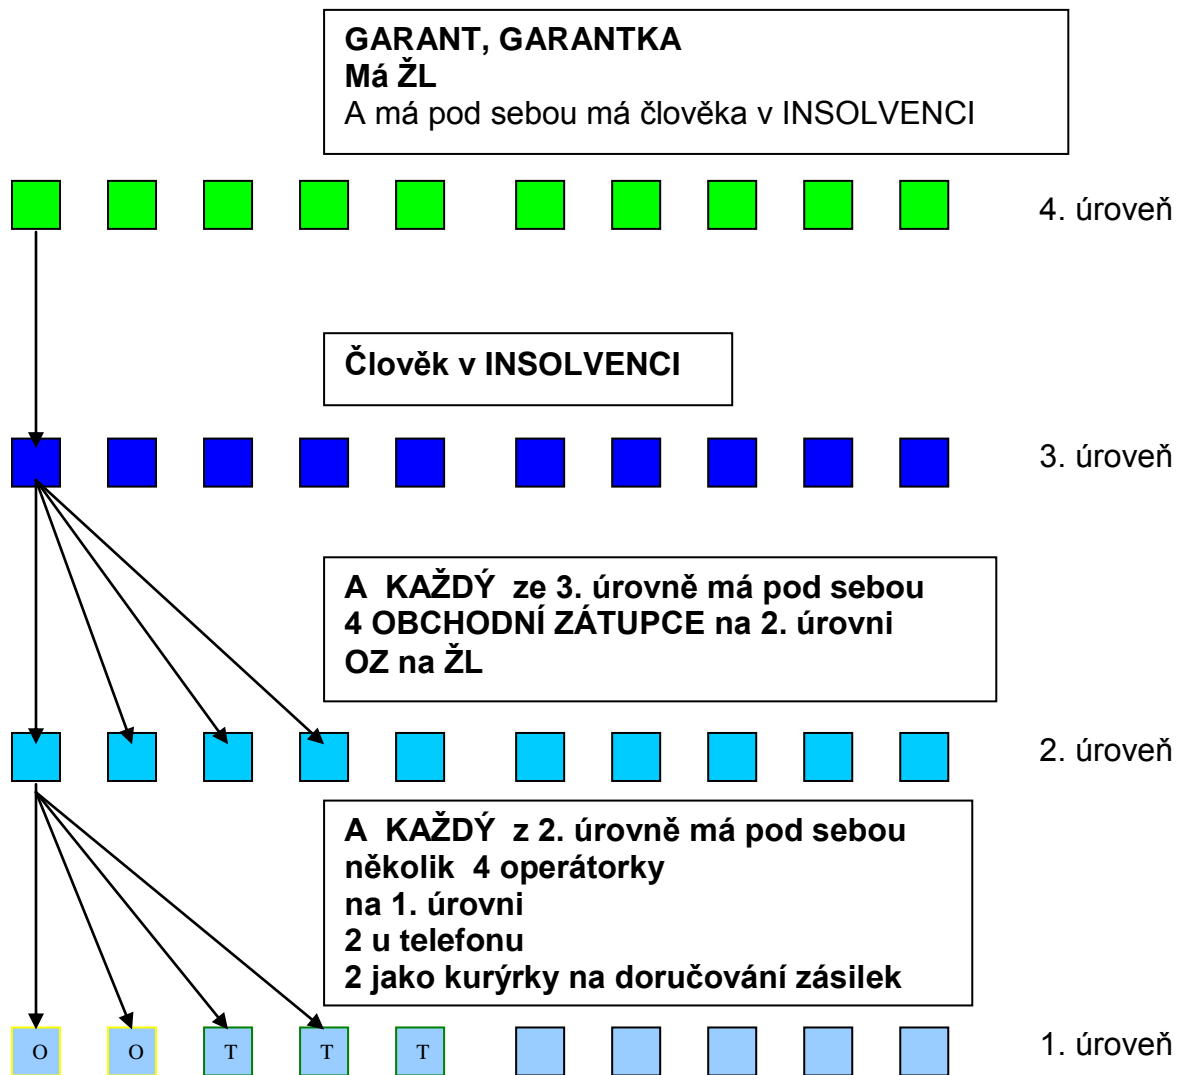 GARANT, GARANTKA
Má ŽL
A má pod sebou má člověka v INSOLVENCI
4. úroveň
Člověk v INSOLVENCI
3. úroveň
A KAŽDÝ ze 3. úrovně má pod sebou
4 OBCHODNÍ ZÁTUPCE na 2. úrovni
OZ na ŽL
2. úroveň
A KAŽDÝ z 2. úrovně má pod sebou
několik 4 operátorky
na 1. úrovni
2 u telefonu
2 jako kurýrky na doručování zásilek
O O T T T 1. úroveň